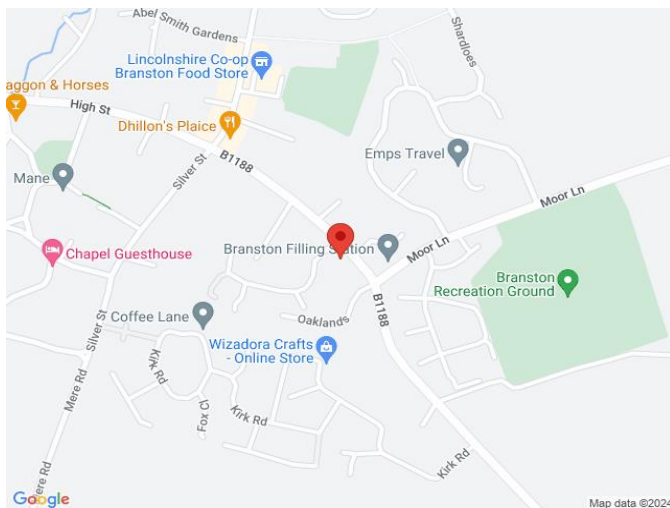 Abel Smith Gardens
Shardloes
Lincolnshire Co-op
Branston Food Store
aggon & Horses
High St
Dhillon's Plaice
B1188
Emps Travel
Silver St
Mane
Moor Ln
Chapel Guesthouse
Branston Filling Station
Moor Ln
Branston
Recreation Ground
B1188
Oaklands
Coffee Lane
Silver St
Wizadora Crafts
- Online Store
Kirk Rd
Mere Rd
Fox Cl
Kirk Rd
Kirk Rd
ere Rd
Google
Map data ©2024